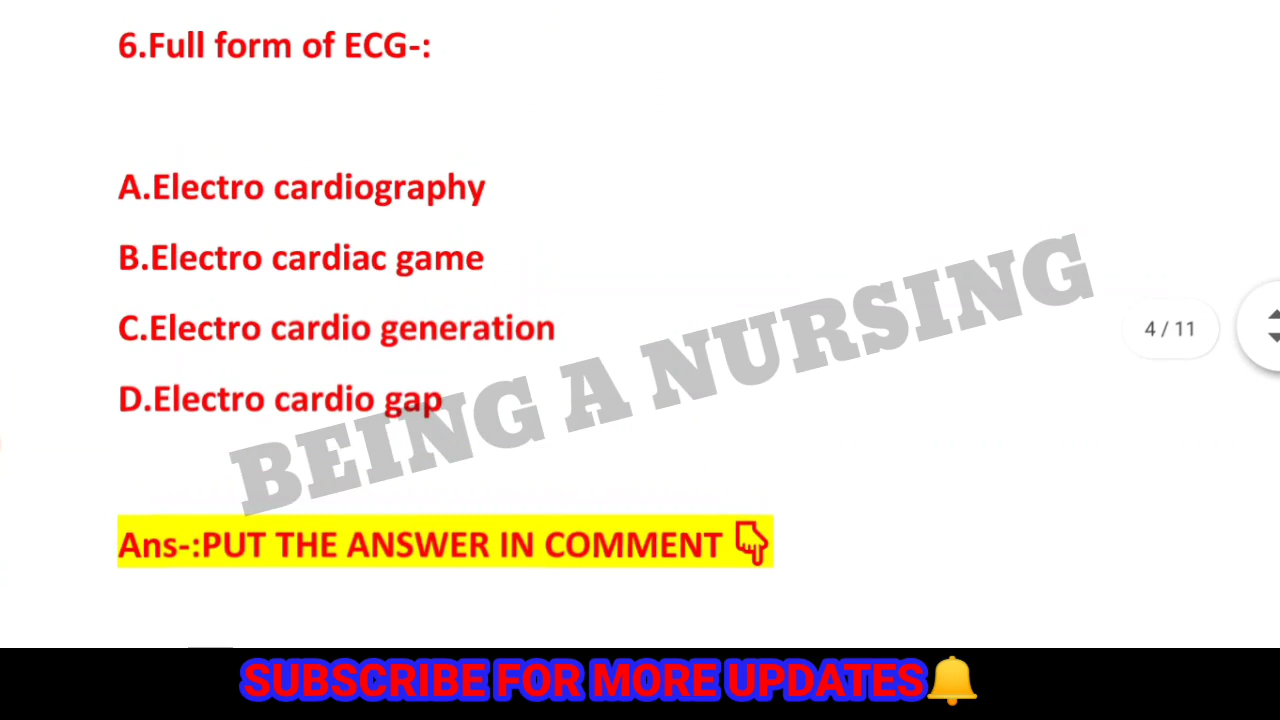 6.Full form of ECG-:
A.Electro cardiography
B.Electro cardiac game
C.Electro cardio generation
D.Electro cardio gap
BEING A NURSING
4 / 11
Ans-:PUT THE ANSWER IN COMMENT
SUBSCRIBE FOR MORE UPDATES